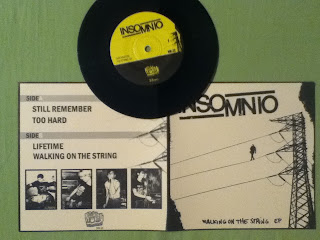 INSOMNIO
SIDE
STILL REMEMBER
TOO HARD
SIDE
LIFETIME
WALKING ON THE STRING
INSOMNIO
WALKING ON THE STRING EP